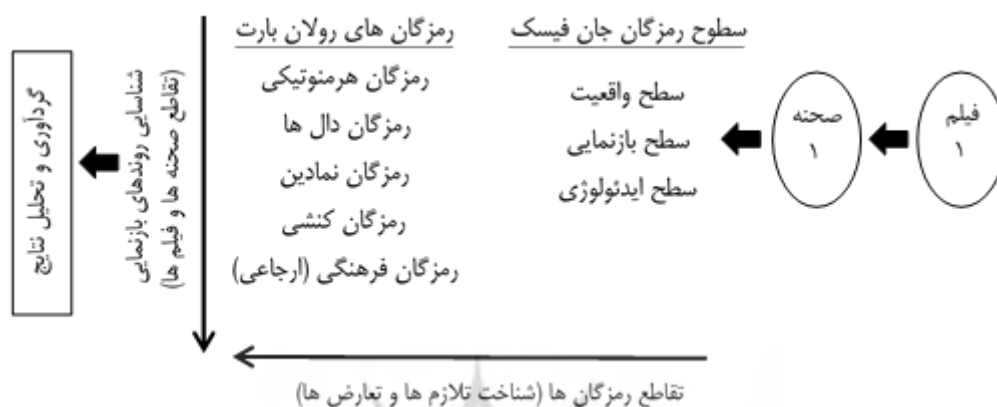 فیلم
۱
صحنه
۱
سطوح رمزگان جان فیسک
سطح واقعیت
سطح بازنمایی
سطح ایدئولوژی
رمزگان های رولان بارت
رمزگان هرمنوتیکی
رمزگان دال ها
رمزگان نمادین
رمزگان کنشی
رمزگان فرهنگی (ارجاعی)
تقاطع رمزگان ها (شناخت تلازم ها و تعارض ها)
شناسایی روندهای بازنمایی
(تقاطع صحنه ها و فیلم ها)
گردآوری و تحلیل نتایج